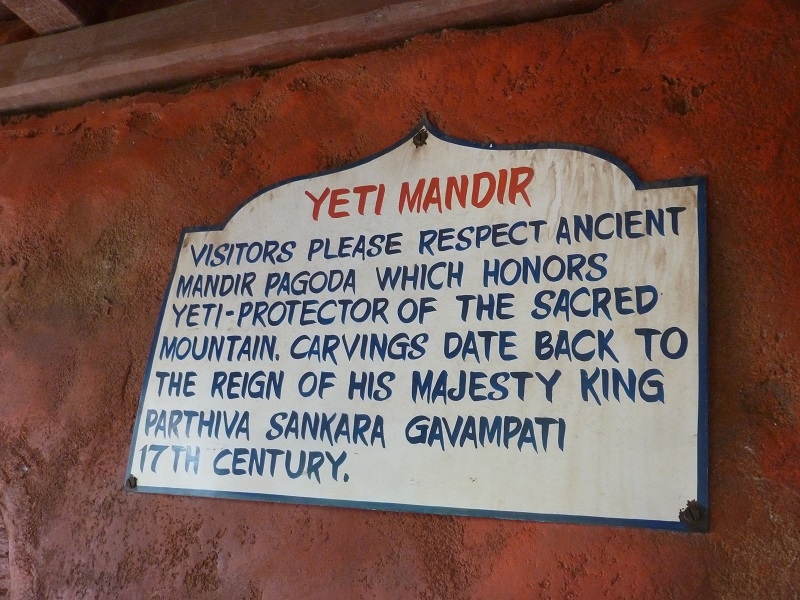 YETI MANDIR
VISITORS PLEASE RESPECT ANCIENT
MANDIR PAGODA WHICH HONORS
YETI-PROTECTOR OF THE SACRED
MOUNTAIN. CARVINGS DATE BACK TO
THE REIGN OF HIS MAJESTY KING
PARTHIVA SANKARA GAVAMPATI
17TH CENTURY.